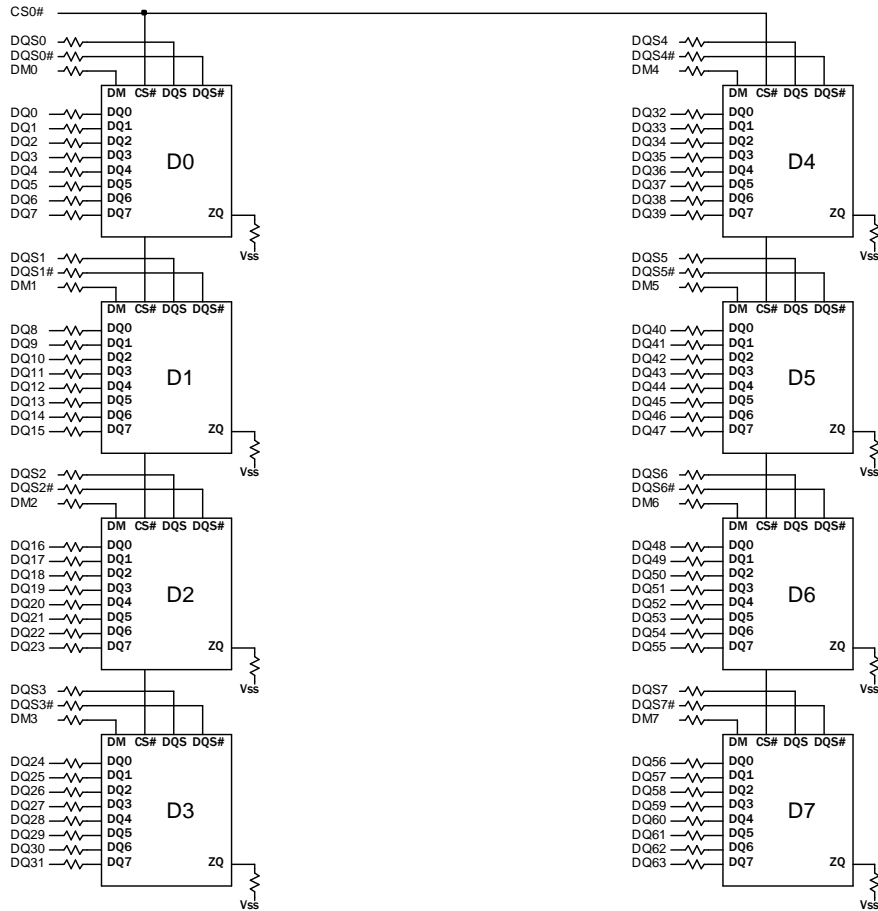 CS0#
DQS0
DQS0#
DM0
DM CS# DQS DQS#
DQ0 DQ0
DQ1 DQ1
DQ2 DQ2
DQ3 DQ3
DQ4 DQ4
DQ5 DQ5
DQ6 DQ6
DQ7 DQ7
D0
ZQ
Vss
DQS1
DQS1#
DM1
DM CS# DQS DQS#
DQ8 DQ0
DQ9 DQ1
DQ10 DQ2
DQ11 DQ3
DQ12 DQ4
DQ13 DQ5
DQ14 DQ6
DQ15 DQ7
D1
ZQ
Vss
DQS2
DQS2#
DM2
DM CS# DQS DQS#
DQ16 DQ0
DQ17 DQ1
DQ18 DQ2
DQ19 DQ3
DQ20 DQ4
DQ21 DQ5
DQ22 DQ6
DQ23 DQ7
D2
ZQ
Vss
DQS3
DQS3#
DM3
DM CS# DQS DQS#
DQ24 DQ0
DQ25 DQ1
DQ26 DQ2
DQ27 DQ3
DQ28 DQ4
DQ29 DQ5
DQ30 DQ6
DQ31 DQ7
D3
ZQ
Vss
DQS4
DQS4#
DM4
DM CS# DQS DQS#
DQ32 DQ0
DQ33 DQ1
DQ34 DQ2
DQ35 DQ3
DQ36 DQ4
DQ37 DQ5
DQ38 DQ6
DQ39 DQ7
D4
ZQ
Vss
DQS5
DQS5#
DM5
DM CS# DQS DQS#
DQ40 DQ0
DQ41 DQ1
DQ42 DQ2
DQ43 DQ3
DQ44 DQ4
DQ45 DQ5
DQ46 DQ6
DQ47 DQ7
D5
ZQ
Vss
DQS6
DQS6#
DM6
DM CS# DQS DQS#
DQ48 DQ0
DQ49 DQ1
DQ50 DQ2
DQ51 DQ3
DQ52 DQ4
DQ53 DQ5
DQ54 DQ6
DQ55 DQ7
D6
ZQ
Vss
DQS7
DQS7#
DM7
DM CS# DQS DQS#
DQ56 DQ0
DQ57 DQ1
DQ58 DQ2
DQ59 DQ3
DQ60 DQ4
DQ61 DQ5
DQ62 DQ6
DQ63 DQ7
D7
ZQ
Vss